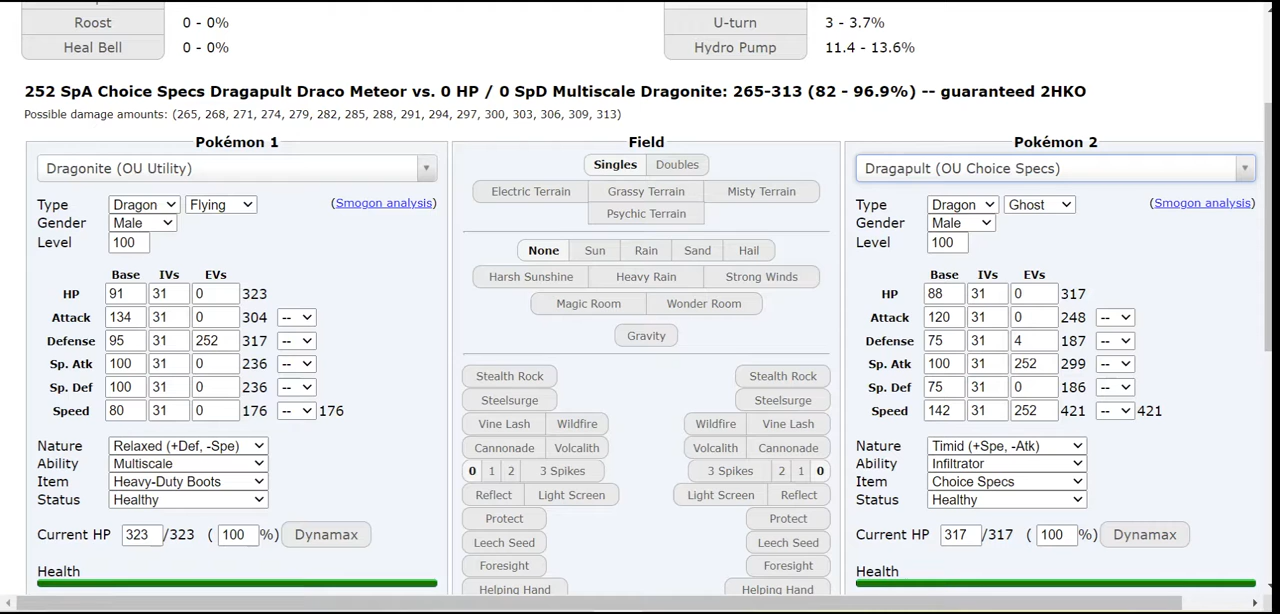 Roost 0 - 0%
U-turn 3 - 3.7%
Heal Bell 0 - 0%
Hydro Pump 11.4 - 13.6%
252 SpA Choice Specs Dragapult Draco Meteor vs. 0 HP / 0 SpD Multiscale Dragonite: 265-313 (82 - 96.9%) -- guaranteed 2HKO
Possible damage amounts: (265, 268, 271, 274, 279, 282, 285, 288, 291, 294, 297, 300, 303, 306, 309, 313)
Pokémon 1
Dragonite (OU Utility)
Type Dragon Flying (Smogon analysis)
Gender Male
Level 100
Base IVs EVs
HP 91 31 0 323
Attack 134 31 0 304 --
Defense 95 31 252 317 --
Sp. Atk 100 31 0 236 --
Sp. Def 100 31 0 236 --
Speed 80 31 0 176 -- 176
Nature Relaxed (+Def, -Spe)
Ability Multiscale
Item Heavy-Duty Boots
Status Healthy
Current HP 323 /323 ( 100 %) Dynamax
Health
Field
Singles Doubles
Electric Terrain Grassy Terrain Misty Terrain
Psychic Terrain
None Sun Rain Sand Hail
Harsh Sunshine Heavy Rain Strong Winds
Magic Room Wonder Room
Gravity
Stealth Rock Stealth Rock
Steelsurge Steelsurge
Vine Lash Wildfire Wildfire Vine Lash
Cannonade Volcalith Volcalith Cannonade
0 1 2 3 Spikes 3 Spikes 2 1 0
Reflect Light Screen Light Screen Reflect
Protect Protect
Leech Seed Leech Seed
Foresight Foresight
Helping Hand Helping Hand
Pokémon 2
Dragapult (OU Choice Specs)
Type Dragon Ghost (Smogon analysis)
Gender Male
Level 100
Base IVs EVs
HP 88 31 0 317
Attack 120 31 0 248 --
Defense 75 31 4 187 --
Sp. Atk 100 31 252 299 --
Sp. Def 75 31 0 186 --
Speed 142 31 252 421 -- 421
Nature Timid (+Spe, -Atk)
Ability Infiltrator
Item Choice Specs
Status Healthy
Current HP 317 /317 ( 100 %) Dynamax
Health